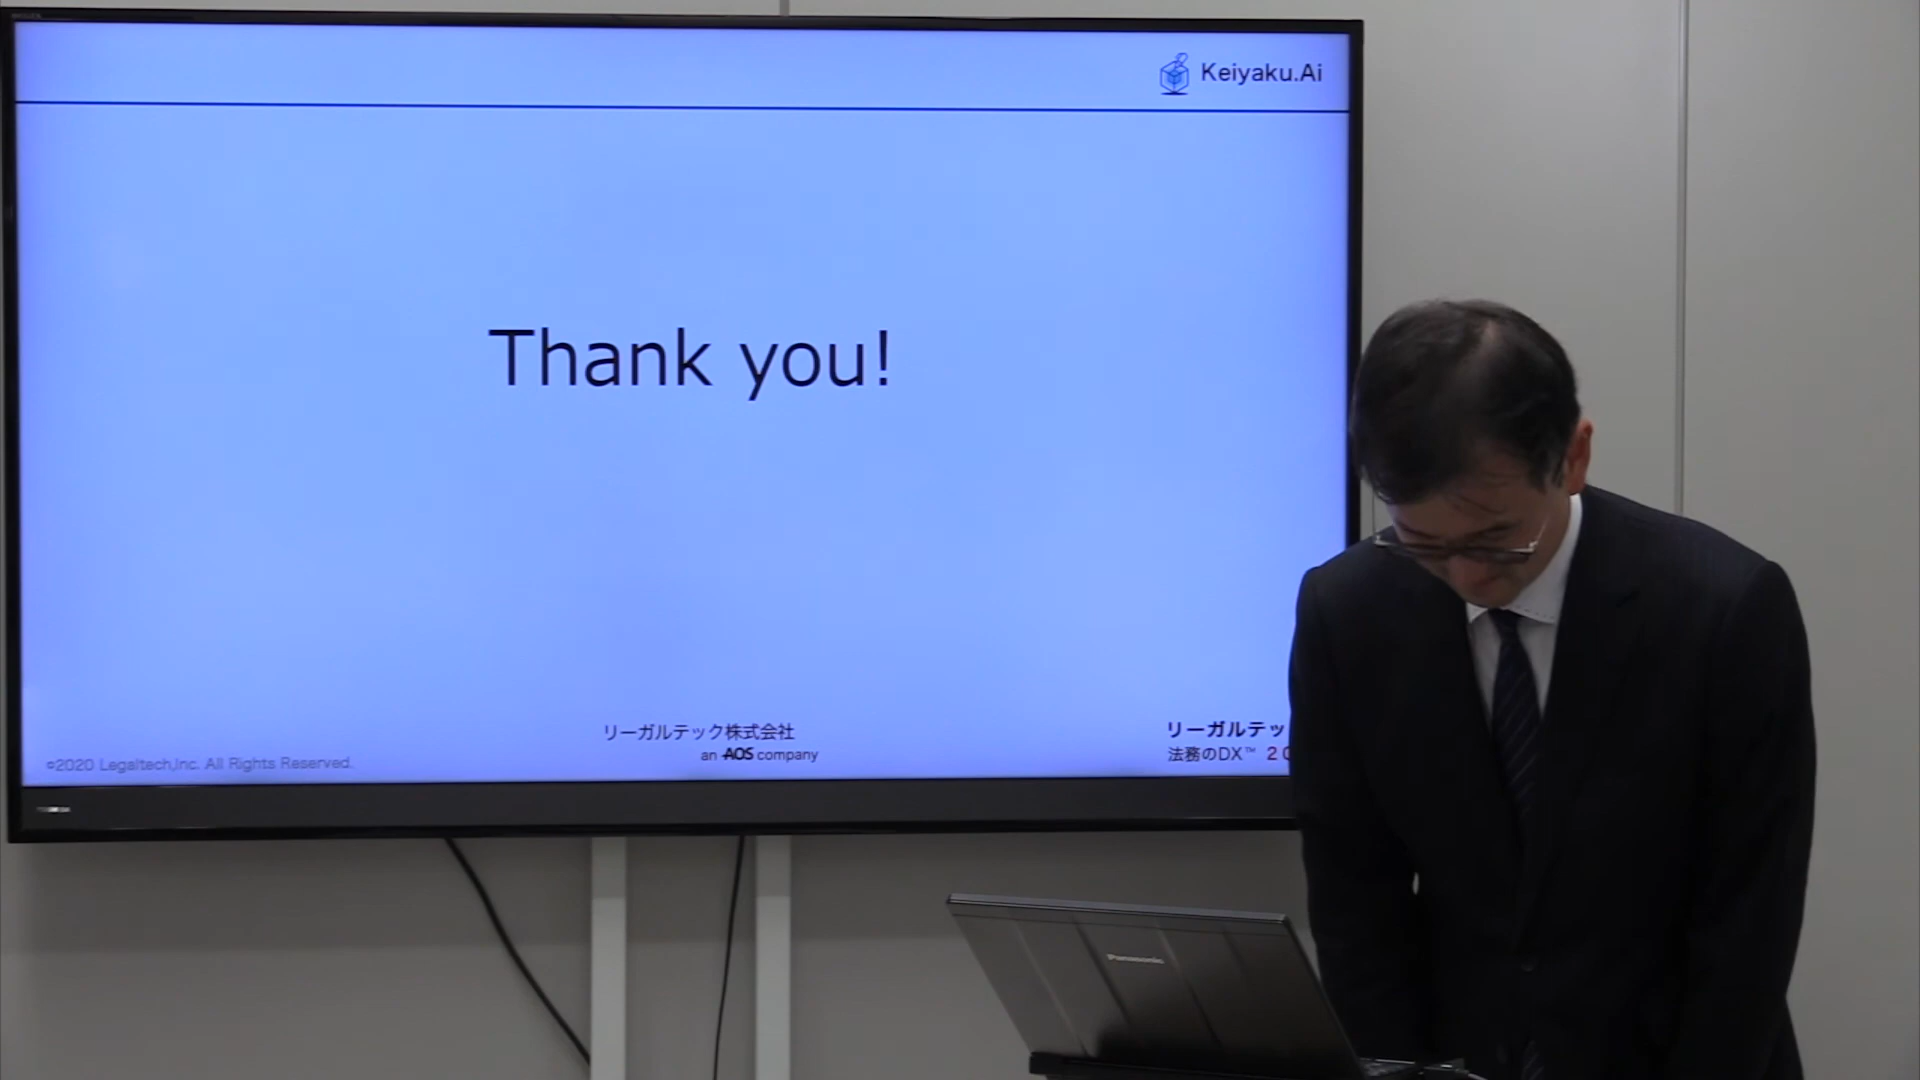 Keiyaku.Ai
Thank you!
リーガルテック株式会社
an AOS company
©2020 Legaltech,Inc. All Rights Reserved.
リーガルテッ
法務のDX™ 20
Panasonic